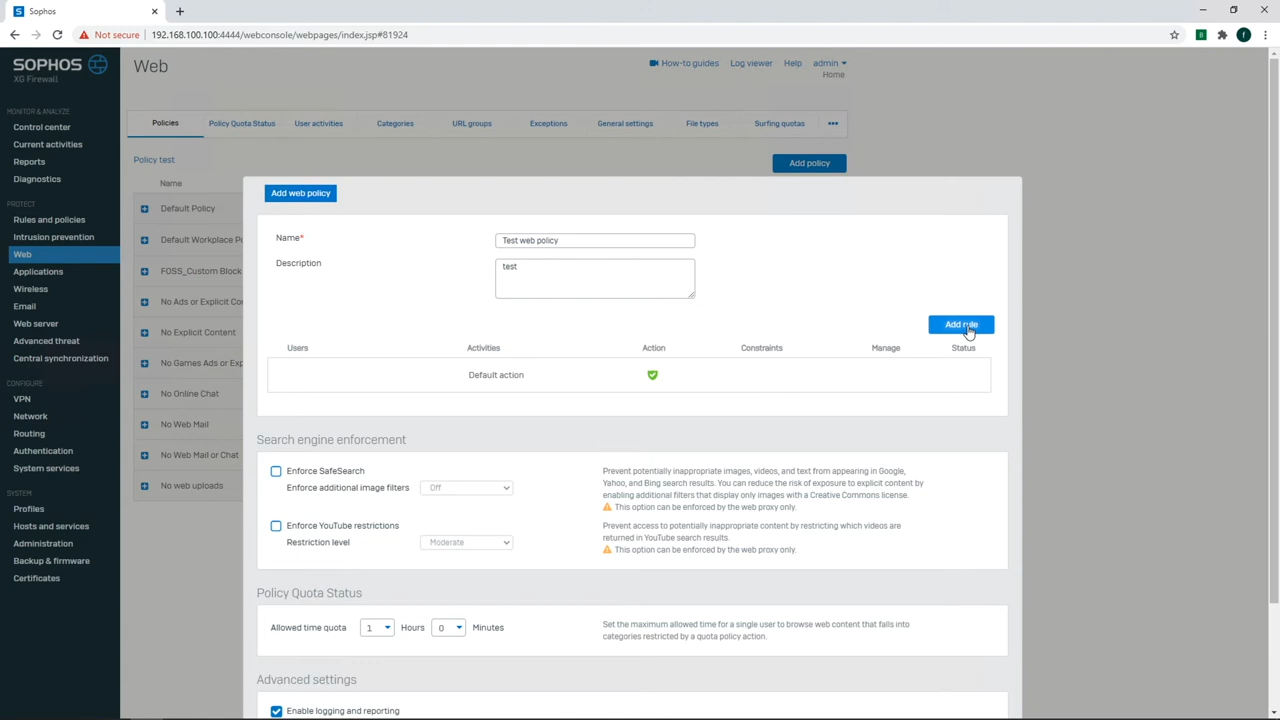 Sophos
Not secure 192.168.100.100:4444/webconsole/webpages/index.jsp#81924
SOPHOS
XG Firewall
MONITOR & ANALYZE
Control center
Current activities
Reports
Diagnostics
PROTECT
Rules and policies
Intrusion prevention
Web
Applications
Wireless
Email
Web server
Advanced threat
Central synchronization
CONFIGURE
VPN
Network
Routing
Authentication
System services
SYSTEM
Profiles
Hosts and services
Administration
Backup & firmware
Certificates
Web
How-to guides Log viewer Help admin
Home
Policies Policy Quota Status User activities Categories URL groups Exceptions General settings File types Surfing quotas
Policy test Add policy
Name
Default Policy
Default Workplace Po
FOSS_Custom Block
No Ads or Explicit Co
No Explicit Content
No Games Ads or Exp
No Online Chat
No Web Mail
No Web Mail or Chat
No web uploads
Add web policy
Name* Test web policy
Description test
Add rule
Users Activities Action Constraints Manage Status
Default action
Search engine enforcement
Enforce SafeSearch
Enforce additional image filters Off
Prevent potentially inappropriate images, videos, and text from appearing in Google,
Yahoo, and Bing search results. You can reduce the risk of exposure to explicit content by
enabling additional filters that display only images with a Creative Commons license.
This option can be enforced by the web proxy only.
Enforce YouTube restrictions
Restriction level Moderate
Prevent access to potentially inappropriate content by restricting which videos are
returned in YouTube search results.
This option can be enforced by the web proxy only.
Policy Quota Status
Allowed time quota 1 Hours 0 Minutes
Set the maximum allowed time for a single user to browse web content that falls into
categories restricted by a quota policy action.
Advanced settings
Enable logging and reporting